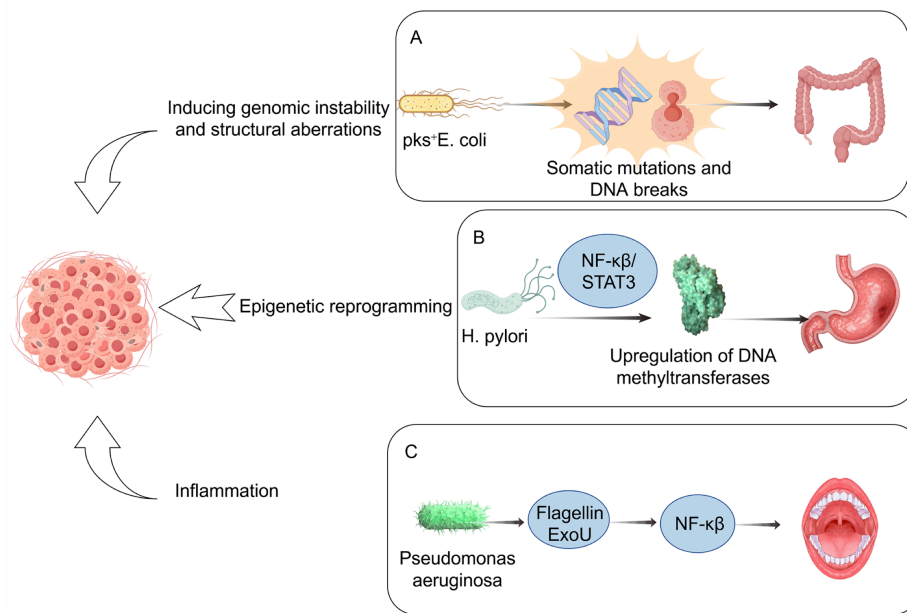 A
Inducing genomic instability
and structural aberrations
pks⁺E. coli
Somatic mutations and
DNA breaks
B
NF-κβ/
STAT3
Epigenetic reprogramming
H. pylori
Upregulation of DNA
methyltransferases
C
Inflammation
Flagellin
ExoU
NF-κβ
Pseudomonas
aeruginosa